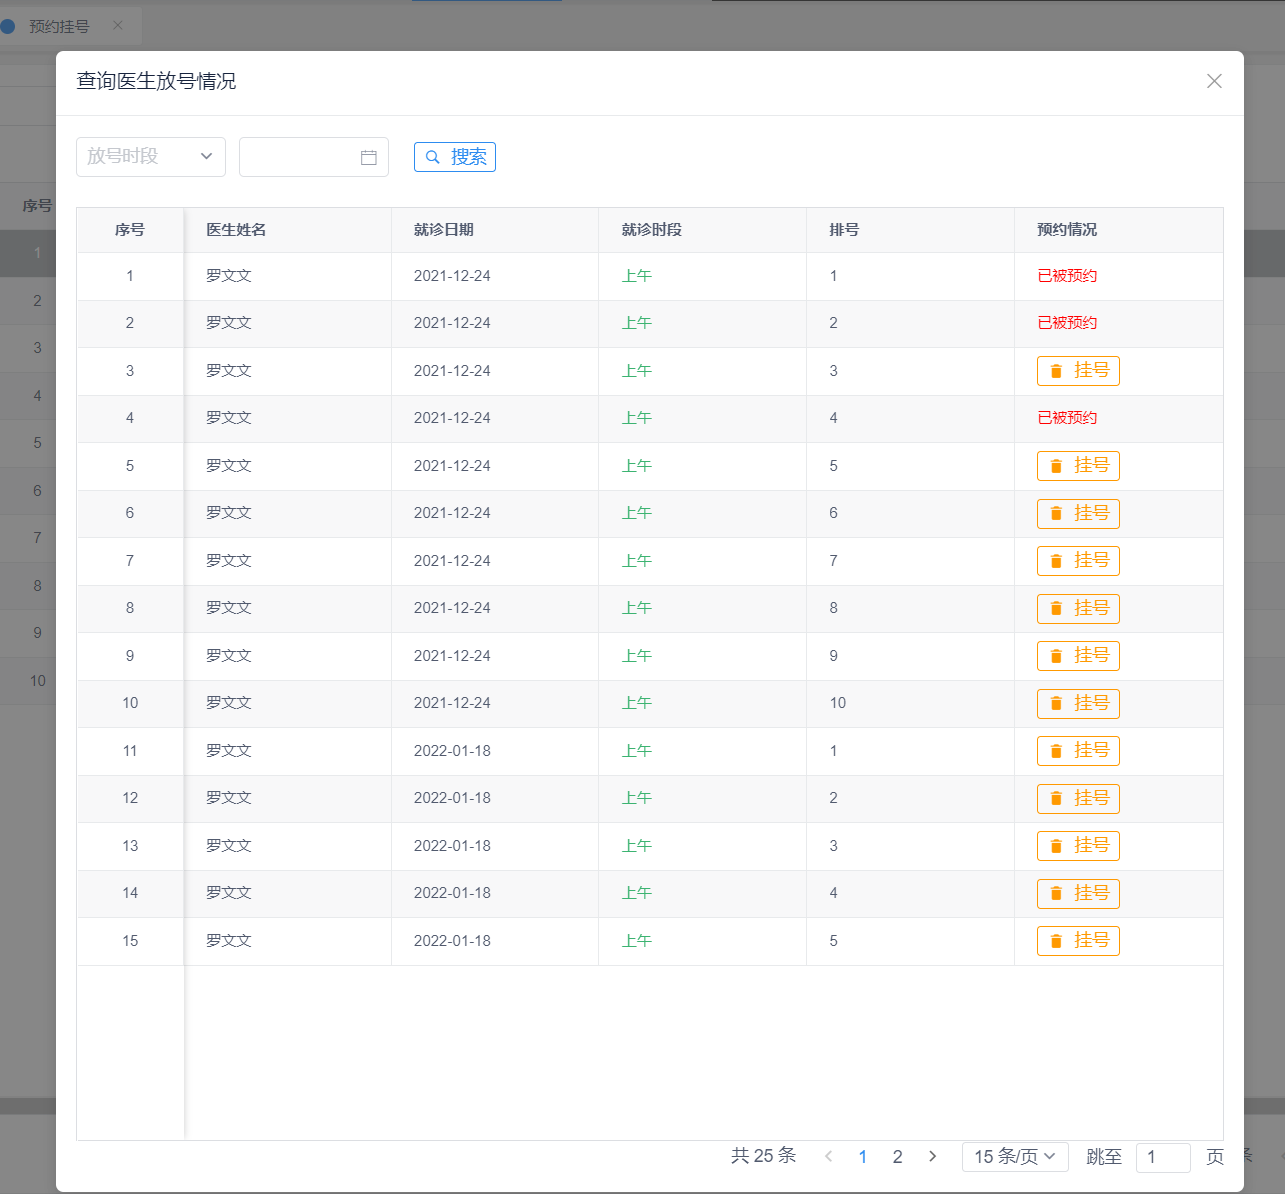 预约挂号
查询医生放号情况
放号时段 搜索
序号
序号 医生姓名 就诊日期 就诊时段 排号 预约情况
1
1 罗文文 2021-12-24 上午 1 已被预约
2
2 罗文文 2021-12-24 上午 2 已被预约
3
3 罗文文 2021-12-24 上午 3 挂号
4
4 罗文文 2021-12-24 上午 4 已被预约
5
5 罗文文 2021-12-24 上午 5 挂号
6
6 罗文文 2021-12-24 上午 6 挂号
7
7 罗文文 2021-12-24 上午 7 挂号
8
8 罗文文 2021-12-24 上午 8 挂号
9
9 罗文文 2021-12-24 上午 9 挂号
10
10 罗文文 2021-12-24 上午 10 挂号
11 罗文文 2022-01-18 上午 1 挂号
12 罗文文 2022-01-18 上午 2 挂号
13 罗文文 2022-01-18 上午 3 挂号
14 罗文文 2022-01-18 上午 4 挂号
15 罗文文 2022-01-18 上午 5 挂号
共 25 条 1 2 15 条/页 跳至 1 页
条